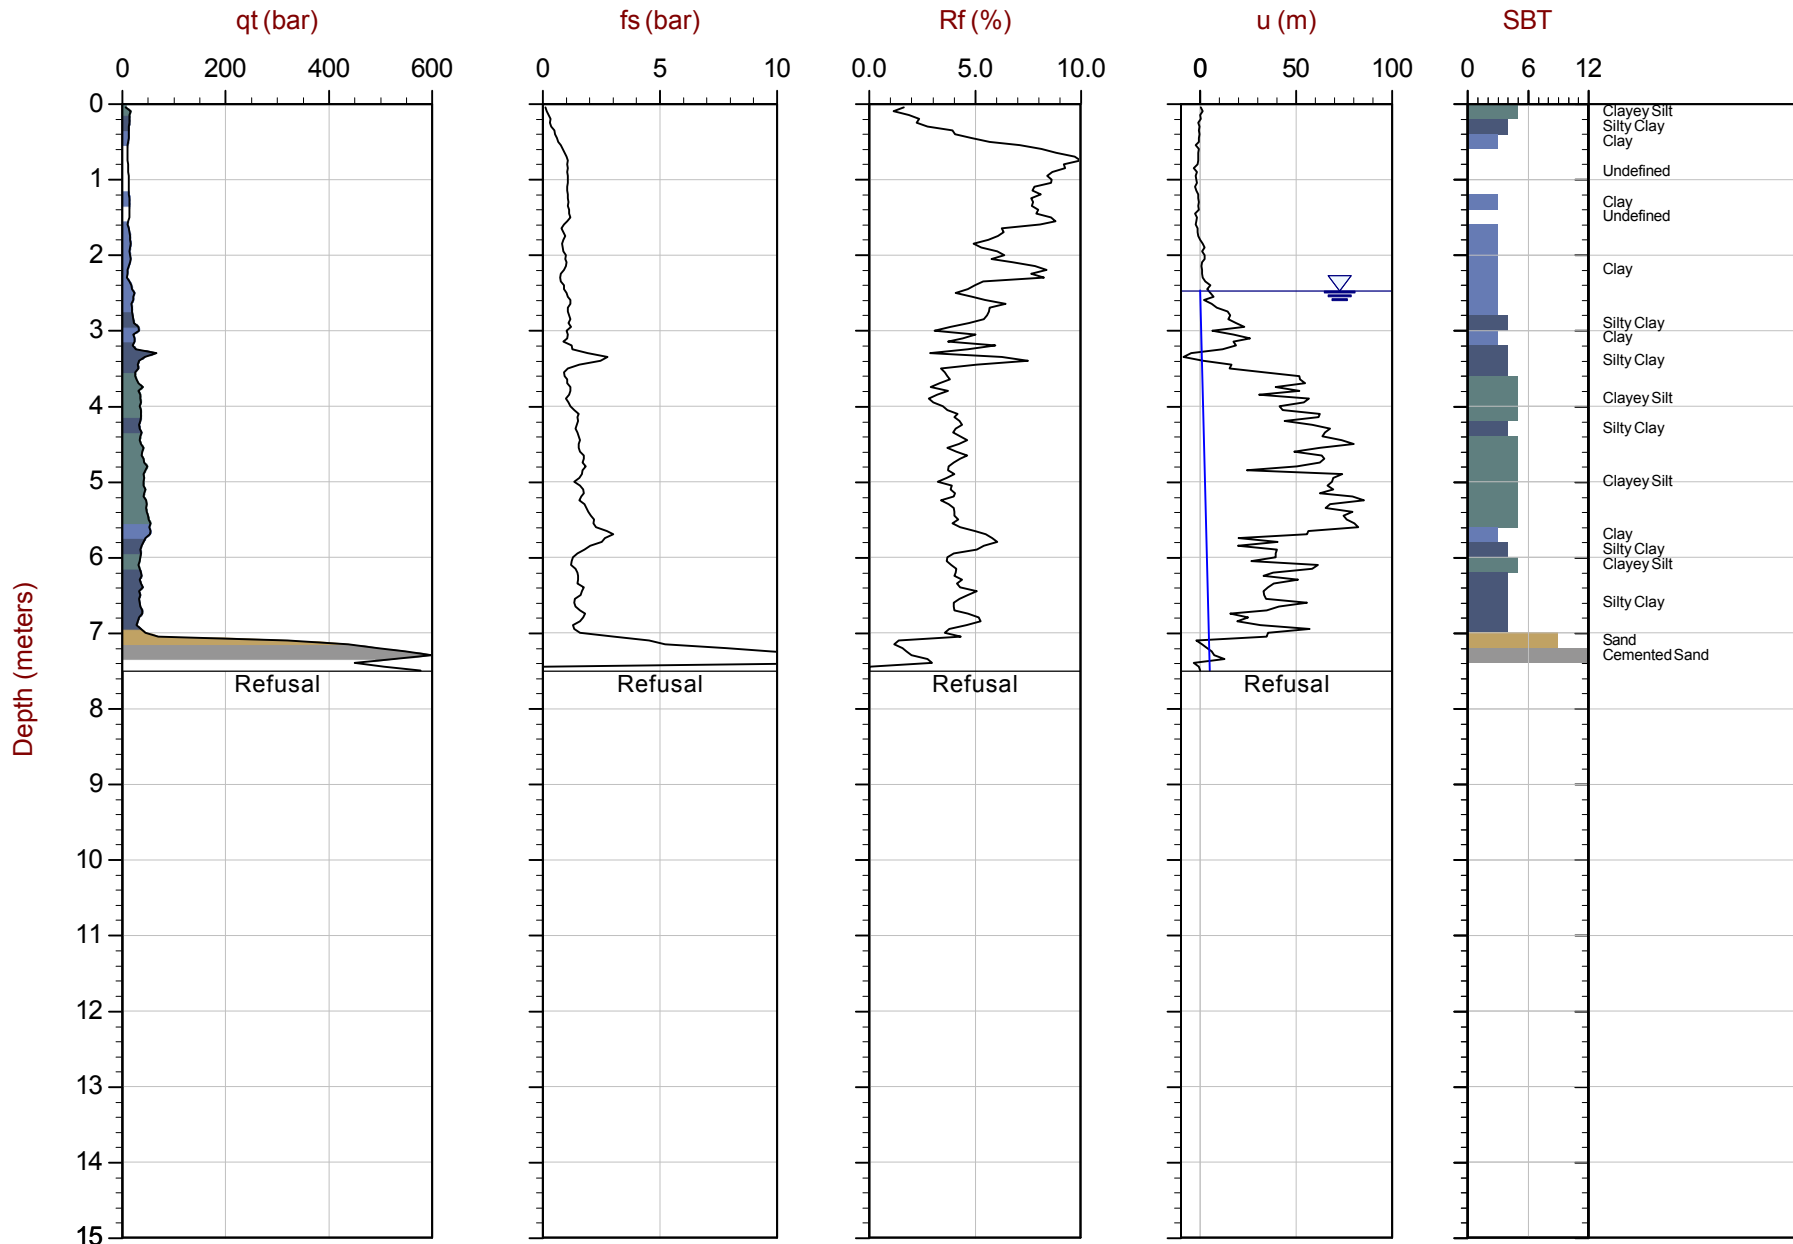 qt (bar) fs (bar) Rf (%) u (m) SBT
0 200 400 600 0 5 10 0.0 5.0 10.0 0 50 100 0 6 12
0
Clayey Silt
Silty Clay
Clay
Undefined
1
Clay
Undefined
2
Clay
Silty Clay
3
Clay
Silty Clay
Clayey Silt
4
Silty Clay
Clayey Silt
5
Clay
Silty Clay
6
Clayey Silt
Silty Clay
7
Sand
Cemented Sand
Refusal Refusal Refusal Refusal
8
9
10
11
12
13
14
15
Depth (meters)